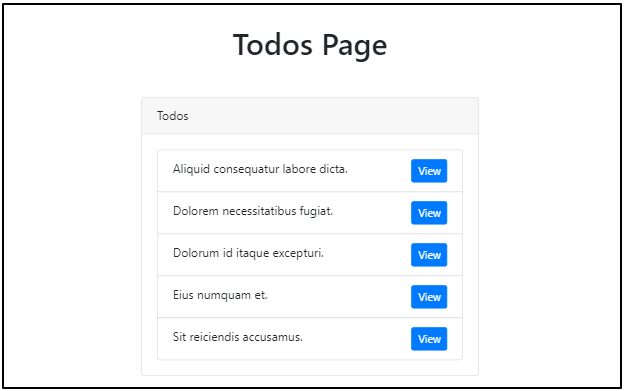 Todos Page
Todos
Aliquid consequatur labore dicta. View
Dolorem necessitatibus fugiat. View
Dolorum id itaque excepturi. View
Eius numquam et. View
Sit reiciendis accusamus. View